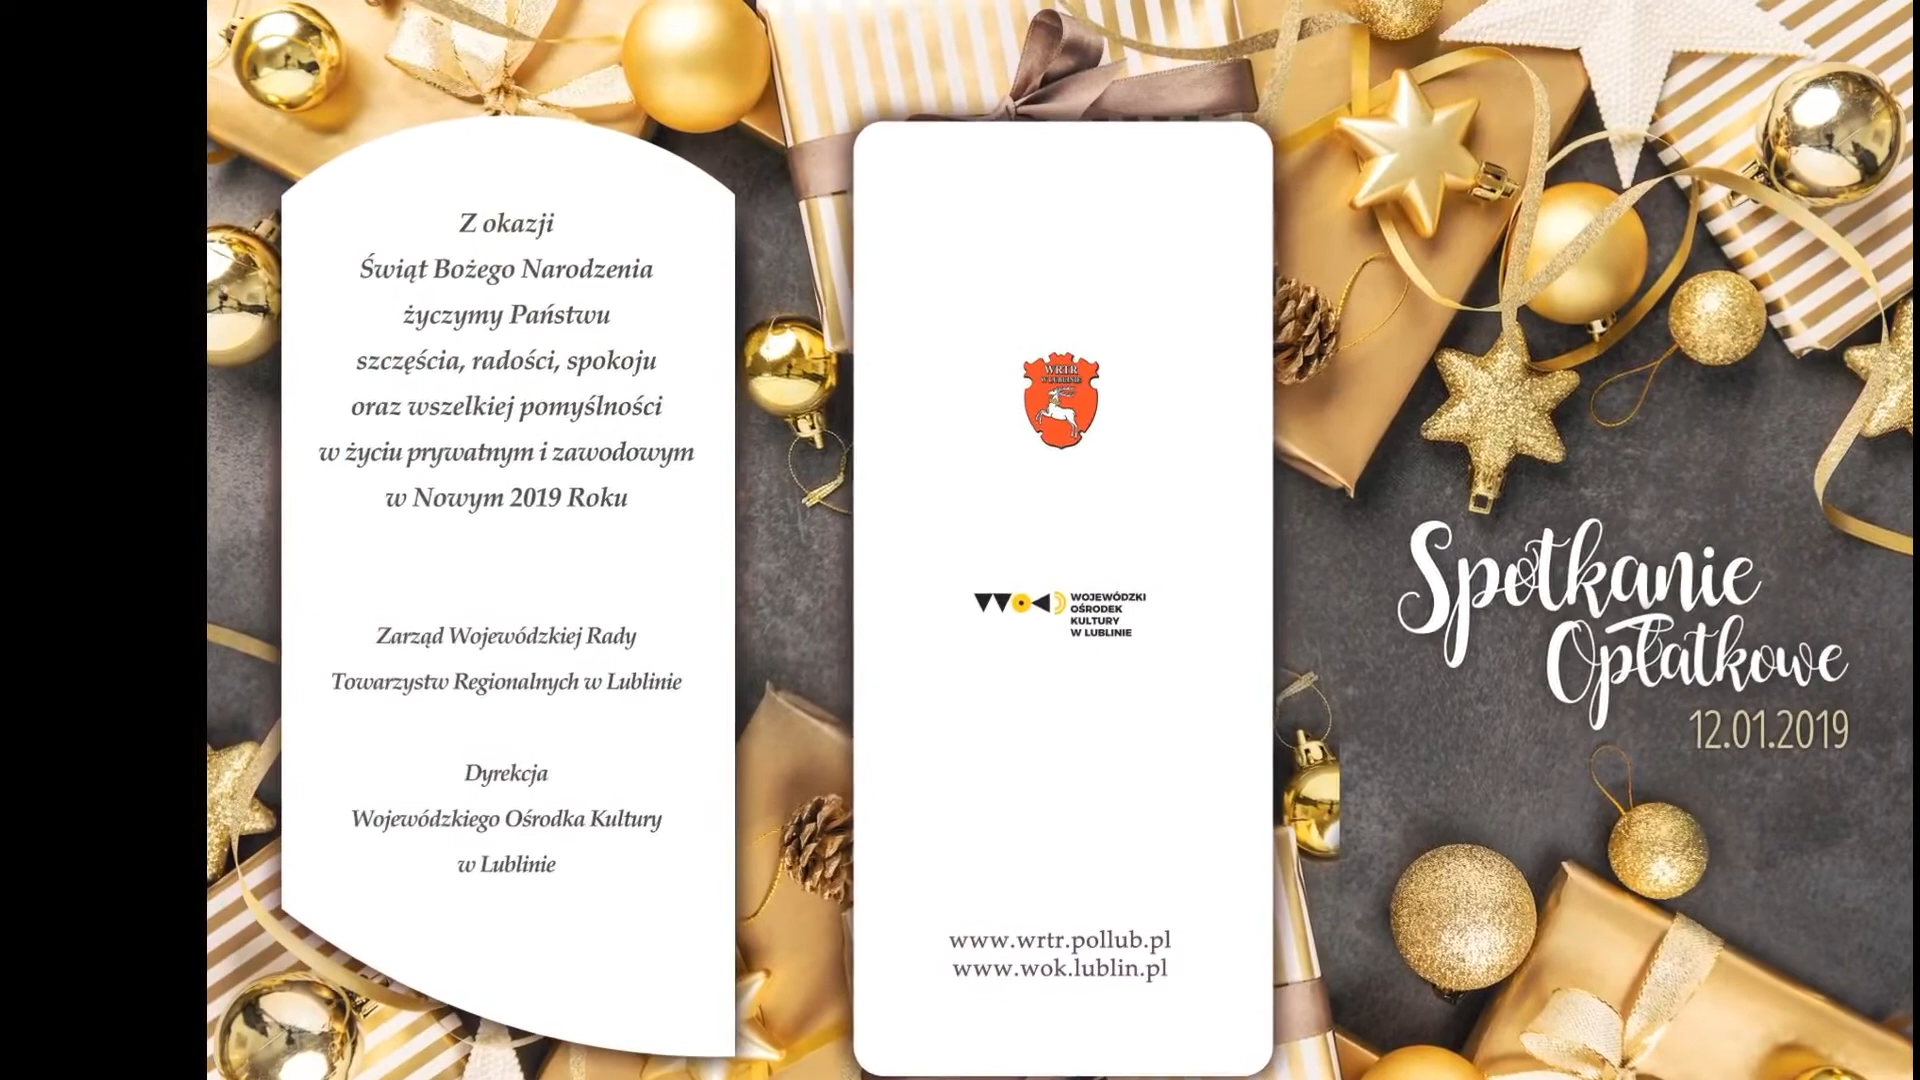 Z okazji
Świąt Bożego Narodzenia
życzymy Państwu
szczęścia, radości, spokoju
oraz wszelkiej pomyślności
w życiu prywatnym i zawodowym
w Nowym 2019 Roku
Zarząd Wojewódzkiej Rady
Towarzystw Regionalnych w Lublinie
Dyrekcja
Wojewódzkiego Ośrodka Kultury
w Lublinie
WRTR
W LUBLINIE
WOJEWÓDZKI
OŚRODEK
KULTURY
W LUBLINIE
www.wrtr.pollub.pl
www.wok.lublin.pl
Spotkanie
Opłatkowe
12.01.2019